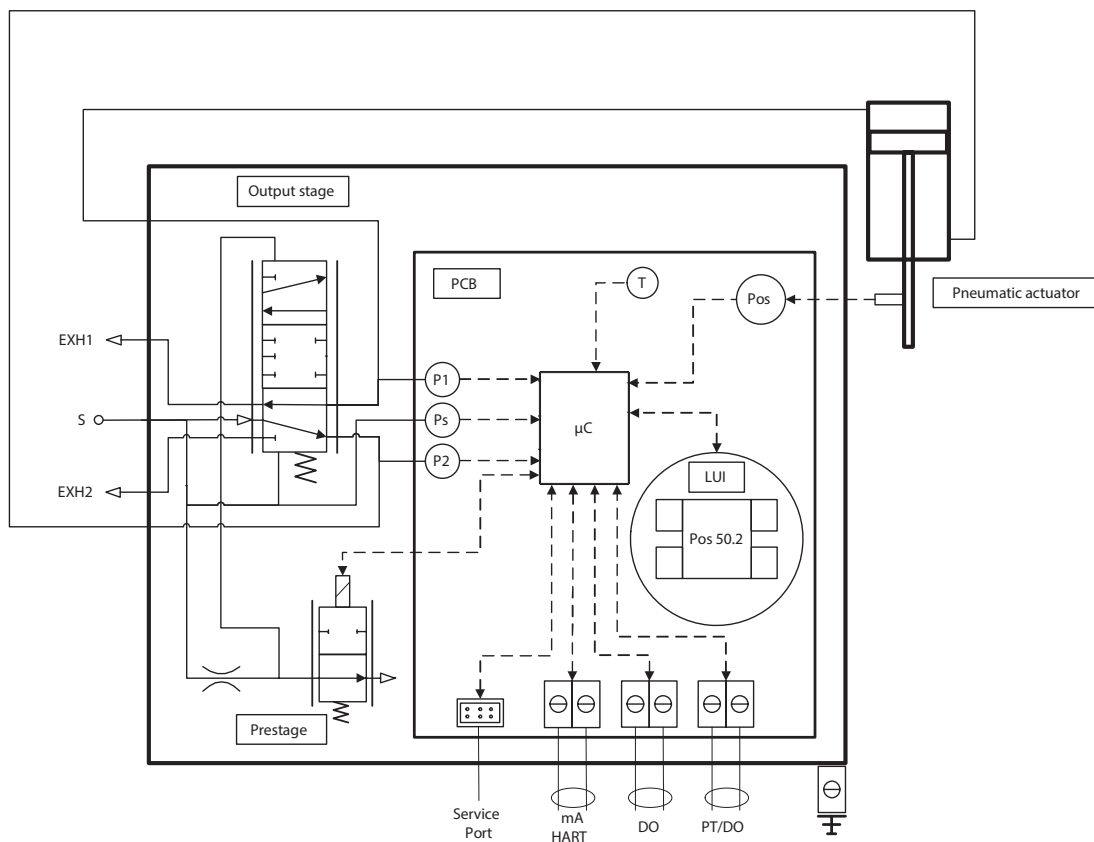 Output stage
PCB
T
Pos
Pneumatic actuator
EXH1
P1
S
Ps
µC
P2
LUI
EXH2
Pos 50.2
Prestage
Service
Port
mA
HART
DO
PT/DO